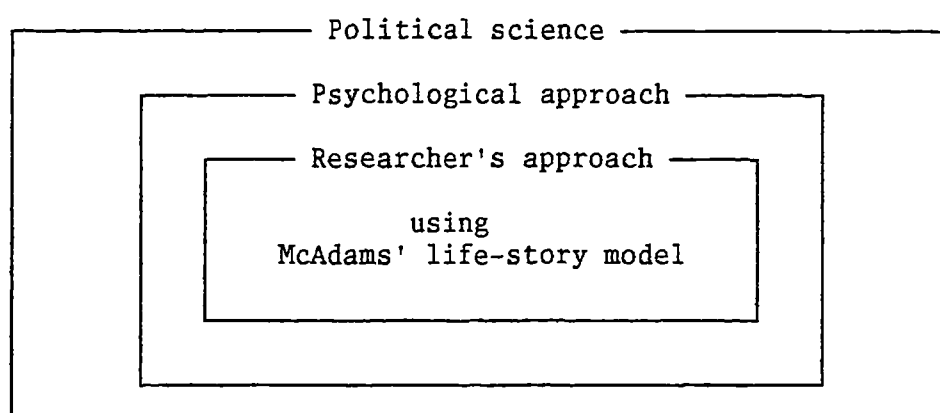 Political science
Psychological approach
Researcher's approach
using
McAdams' life-story model